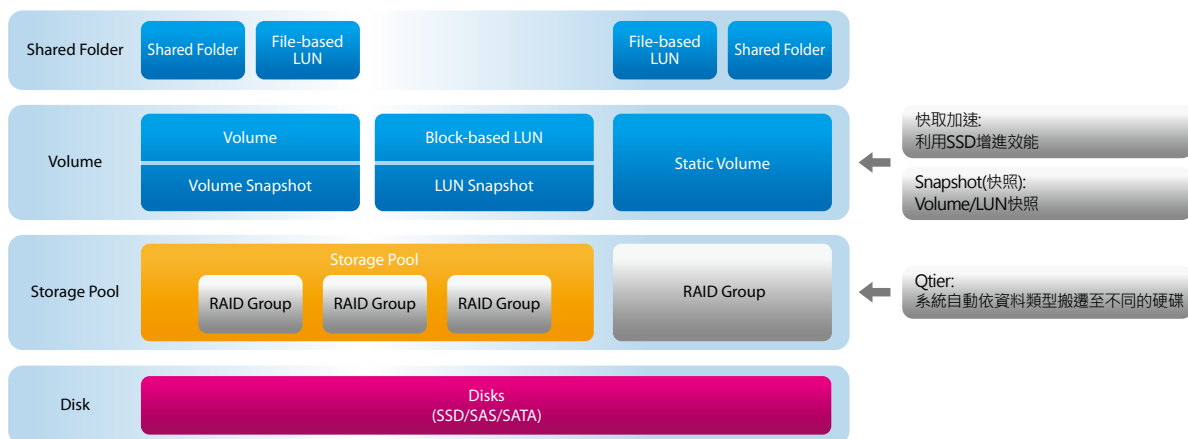 Shared Folder
Shared Folder
File-based
LUN
File-based
LUN
Shared Folder
Volume
Volume
Volume Snapshot
Block-based LUN
LUN Snapshot
Static Volume
快取加速:
利用SSD增進效能
Snapshot(快照):
Volume/LUN快照
Storage Pool
Storage Pool
RAID Group
RAID Group
RAID Group
RAID Group
Qtier:
系統自動依資料類型搬遷至不同的硬碟
Disk
Disks
(SSD/SAS/SATA)